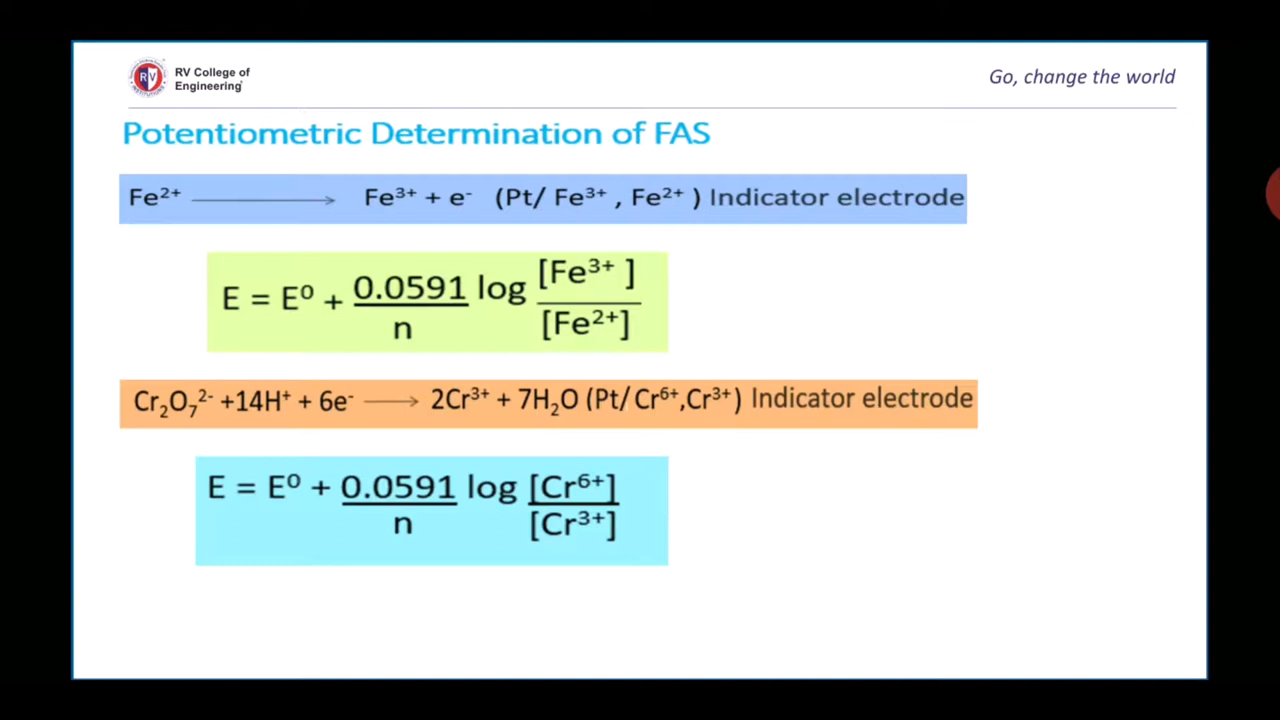 RV College of
Engineering
Go, change the world
Potentiometric Determination of FAS
Fe²⁺ ⟶ Fe³⁺ + e⁻ (Pt/ Fe³⁺ , Fe²⁺ ) Indicator electrode
E = E⁰ + 0.0591/n log [Fe³⁺ ]/[Fe²⁺]
Cr₂O₇²⁻ +14H⁺ + 6e⁻ ⟶ 2Cr³⁺ + 7H₂O (Pt/ Cr⁶⁺,Cr³⁺) Indicator electrode
E = E⁰ + 0.0591/n log [Cr⁶⁺]/[Cr³⁺]